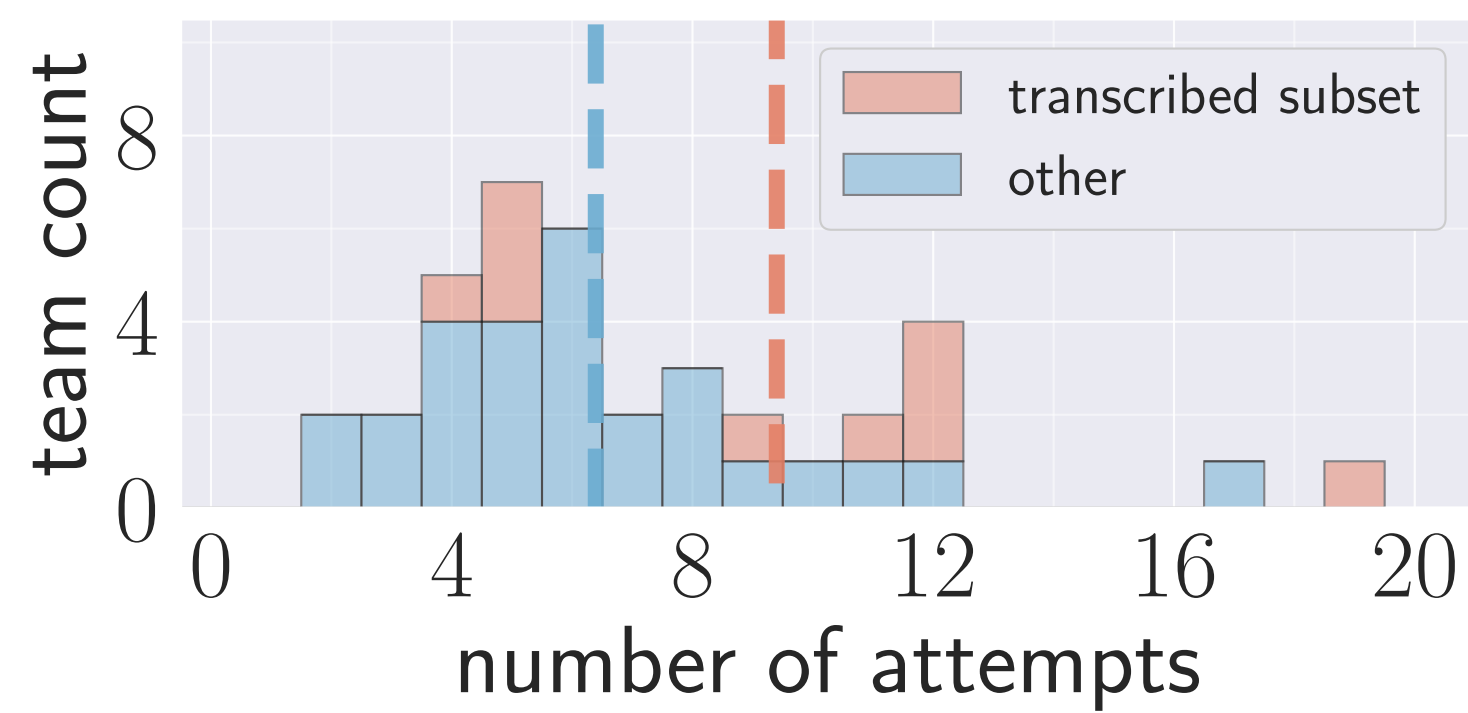 team count
8
4
0
transcribed subset
other
0 4 8 12 16 20
number of attempts